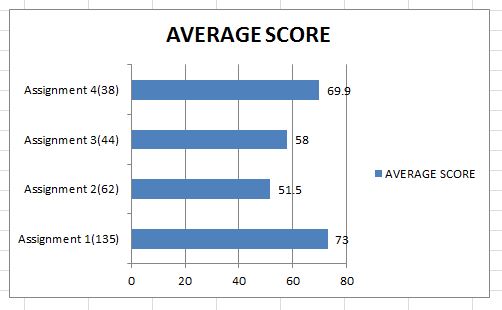 AVERAGE SCORE
Assignment 4(38)
69.9
Assignment 3(44)
58
Assignment 2(62)
51.5
Assignment 1(135)
73
0 20 40 60 80
AVERAGE SCORE